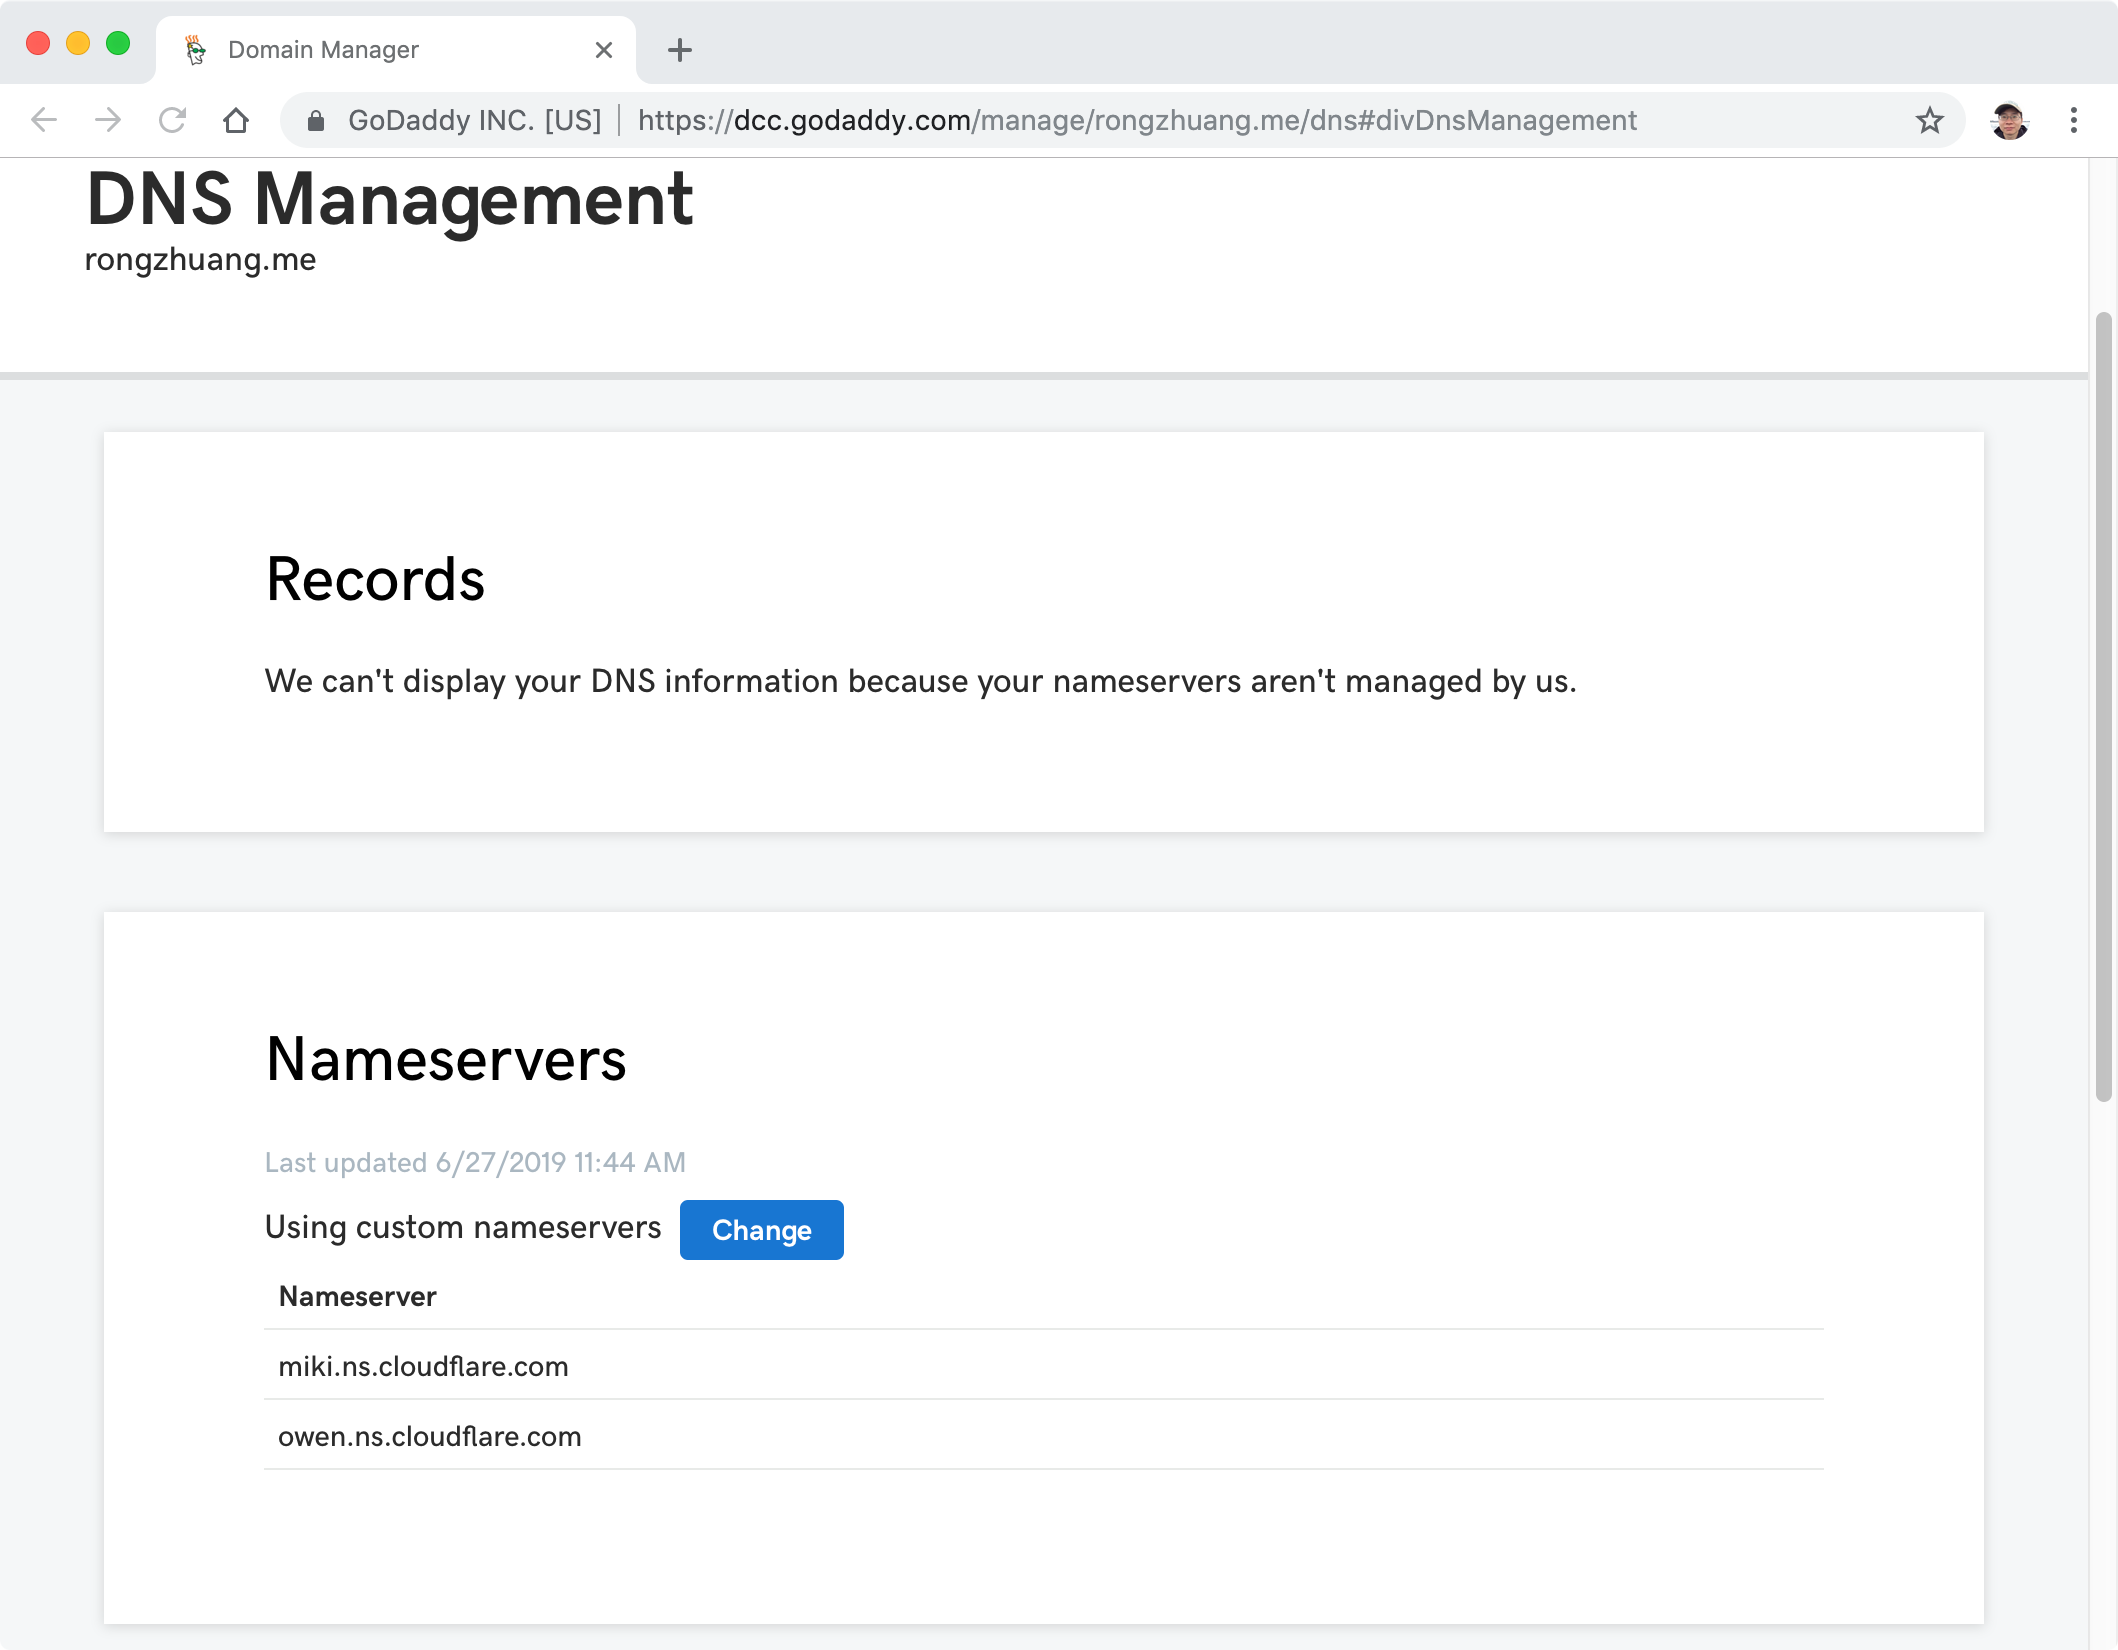 Domain Manager
GoDaddy INC. [US] | https://dcc.godaddy.com/manage/rongzhuang.me/dns#divDnsManagement
DNS Management
rongzhuang.me
Records
We can't display your DNS information because your nameservers aren't managed by us.
Nameservers
Last updated 6/27/2019 11:44 AM
Using custom nameservers Change
Nameserver
miki.ns.cloudflare.com
owen.ns.cloudflare.com